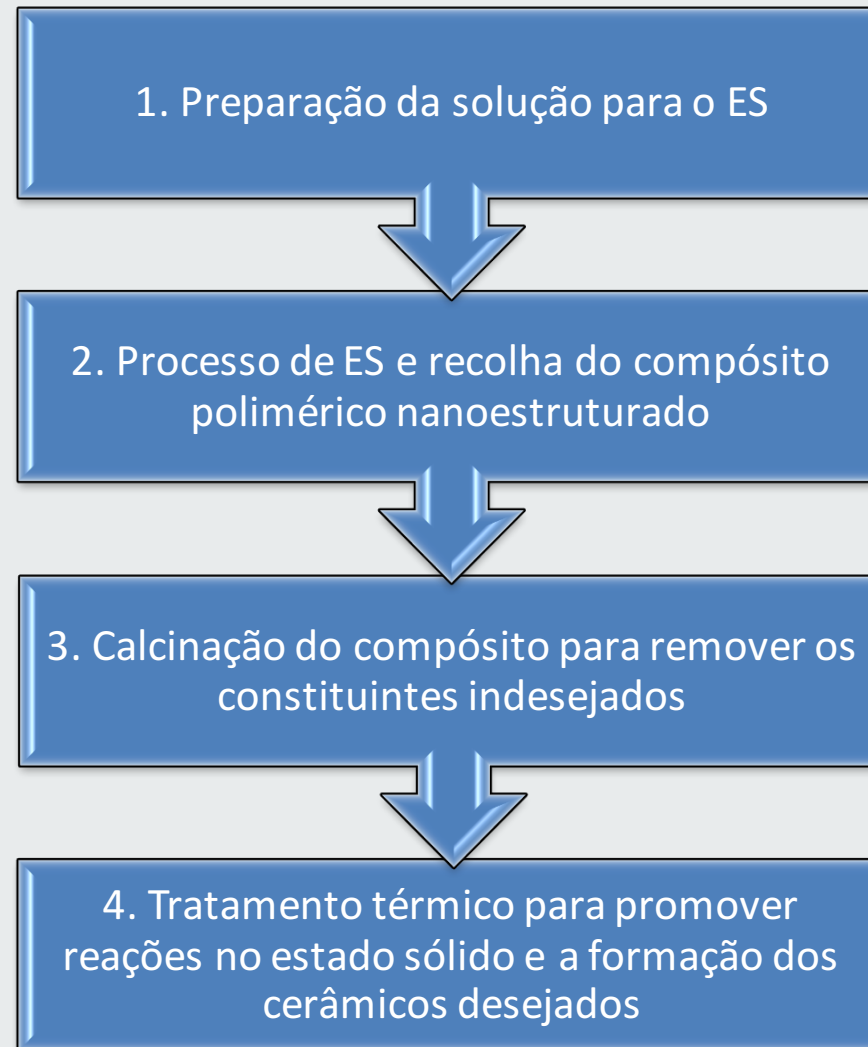 1. Preparação da solução para o ES
2. Processo de ES e recolha do compósito
polimérico nanoestruturado
3. Calcinação do compósito para remover os
constituintes indesejados
4. Tratamento térmico para promover
reações no estado sólido e a formação dos
cerâmicos desejados